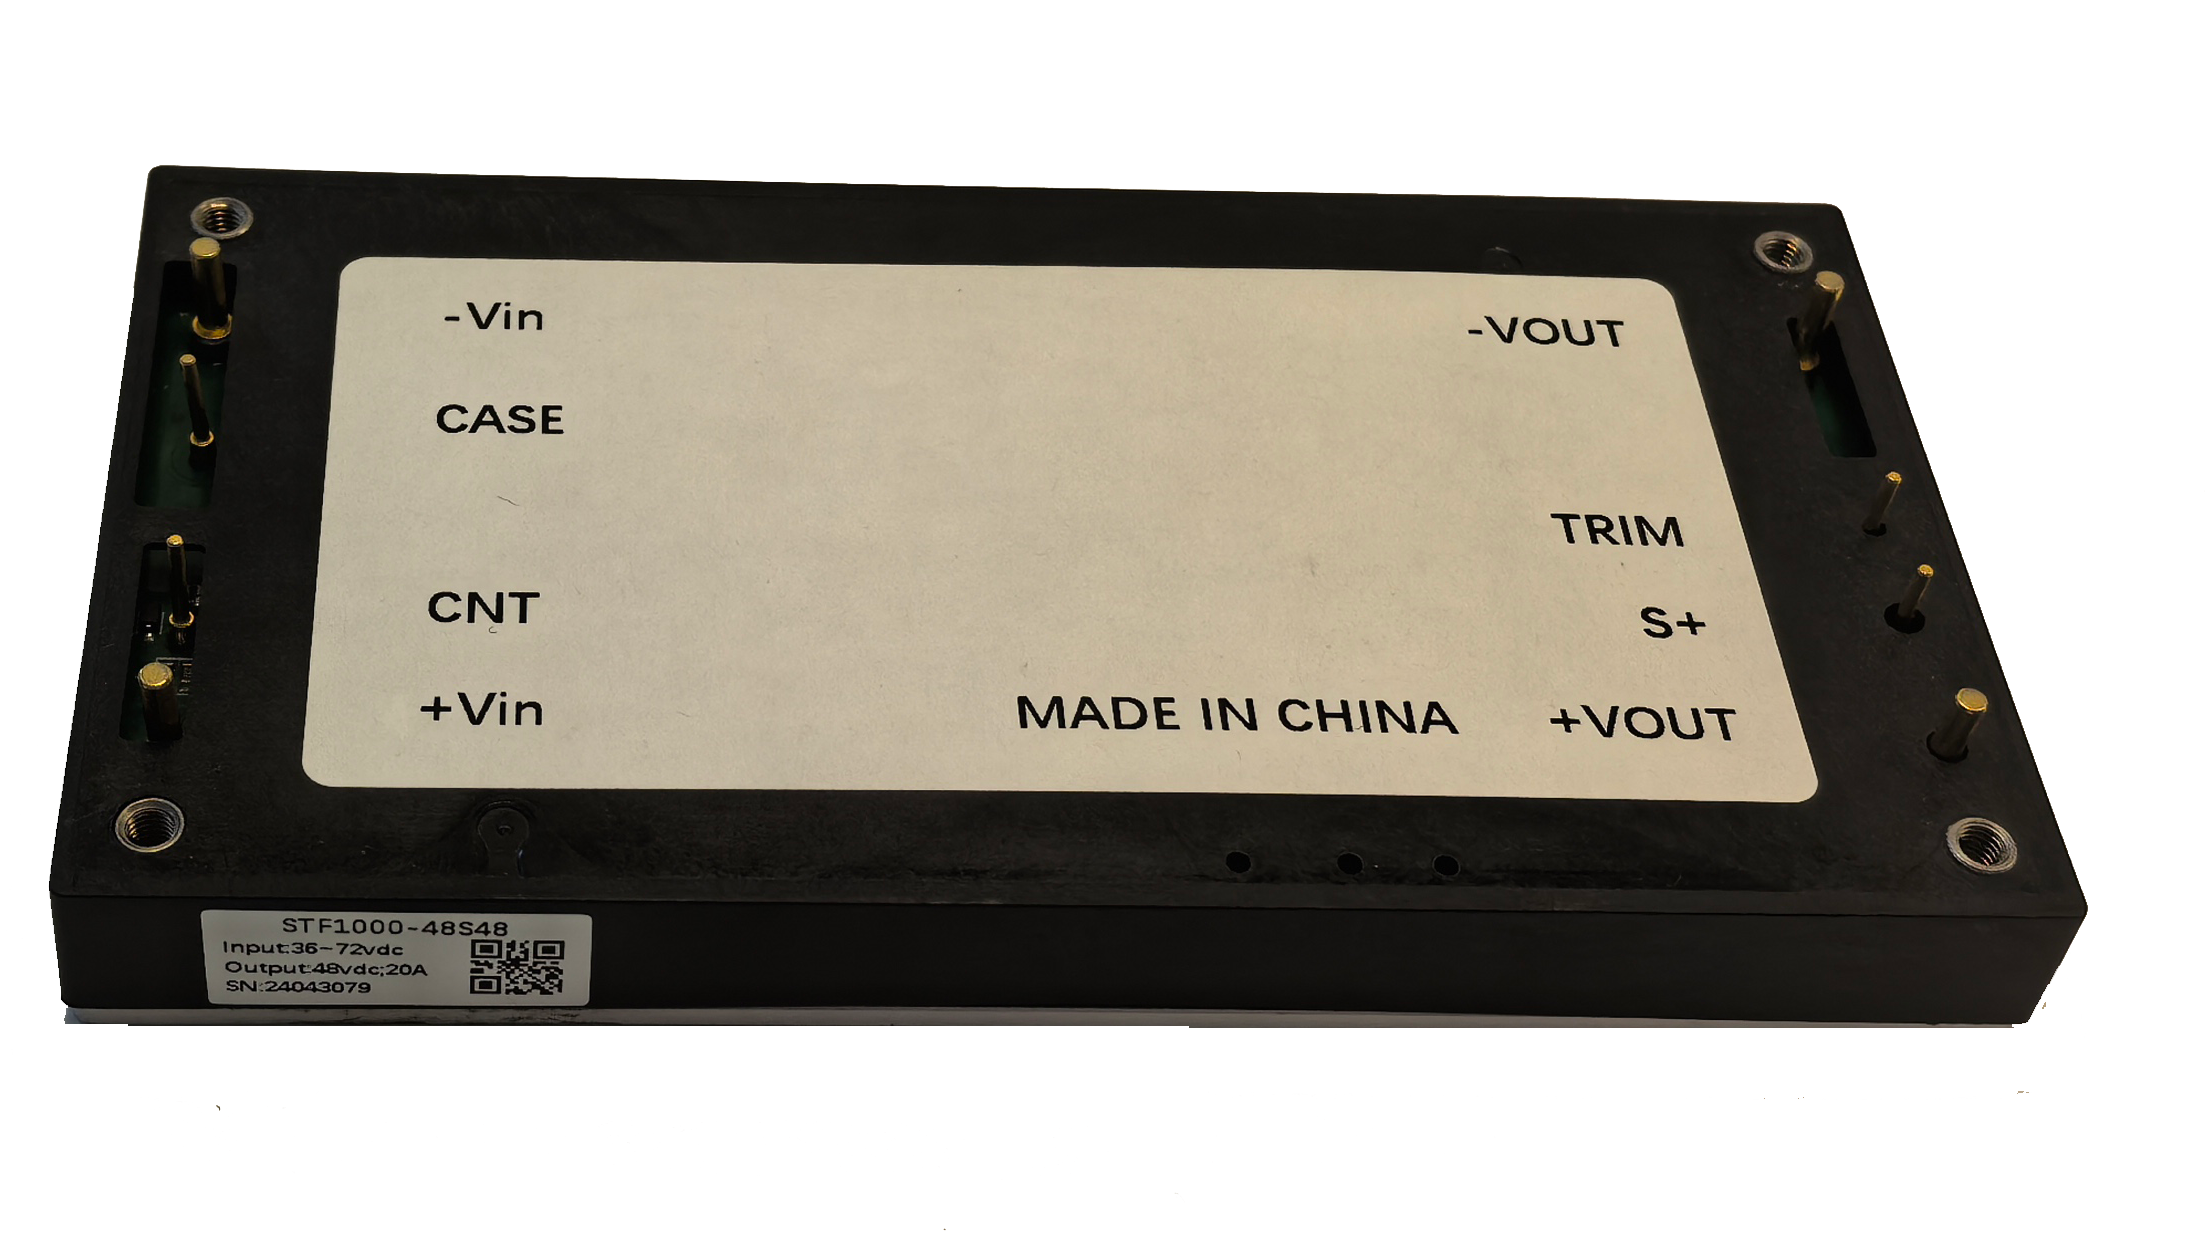 -Vin
-VOUT
CASE
TRIM
CNT
S+
+Vin
MADE IN CHINA
+VOUT
STF1000-48S48
Input:36~72vdc
Output:48vdc;20A
SN:24043079